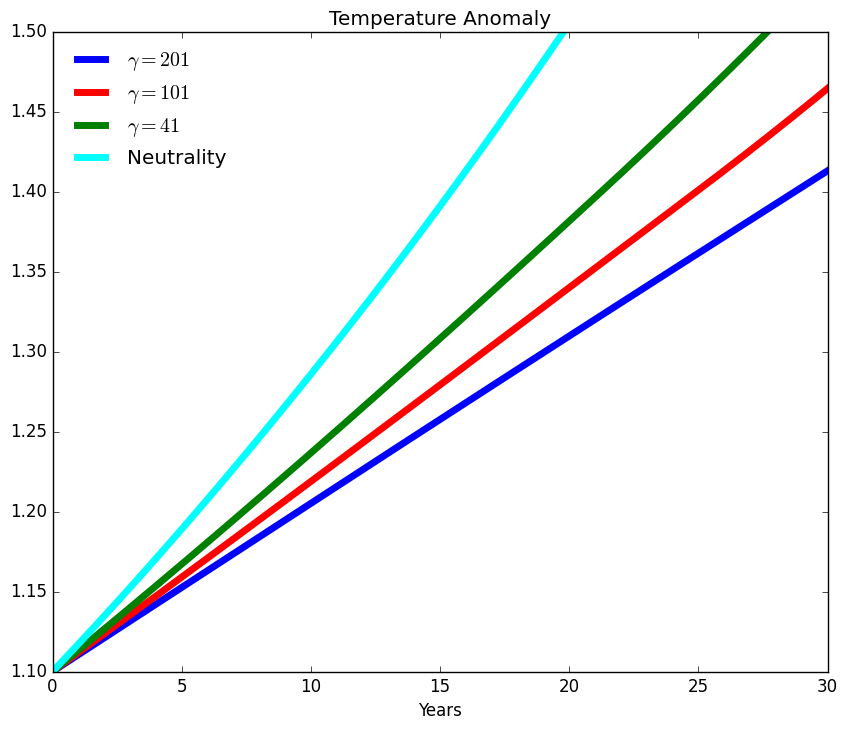 Temperature Anomaly
1.50
1.45
1.40
1.35
1.30
1.25
1.20
1.15
1.10
γ = 201
γ = 101
γ = 41
Neutrality
0 5 10 15 20 25 30
Years